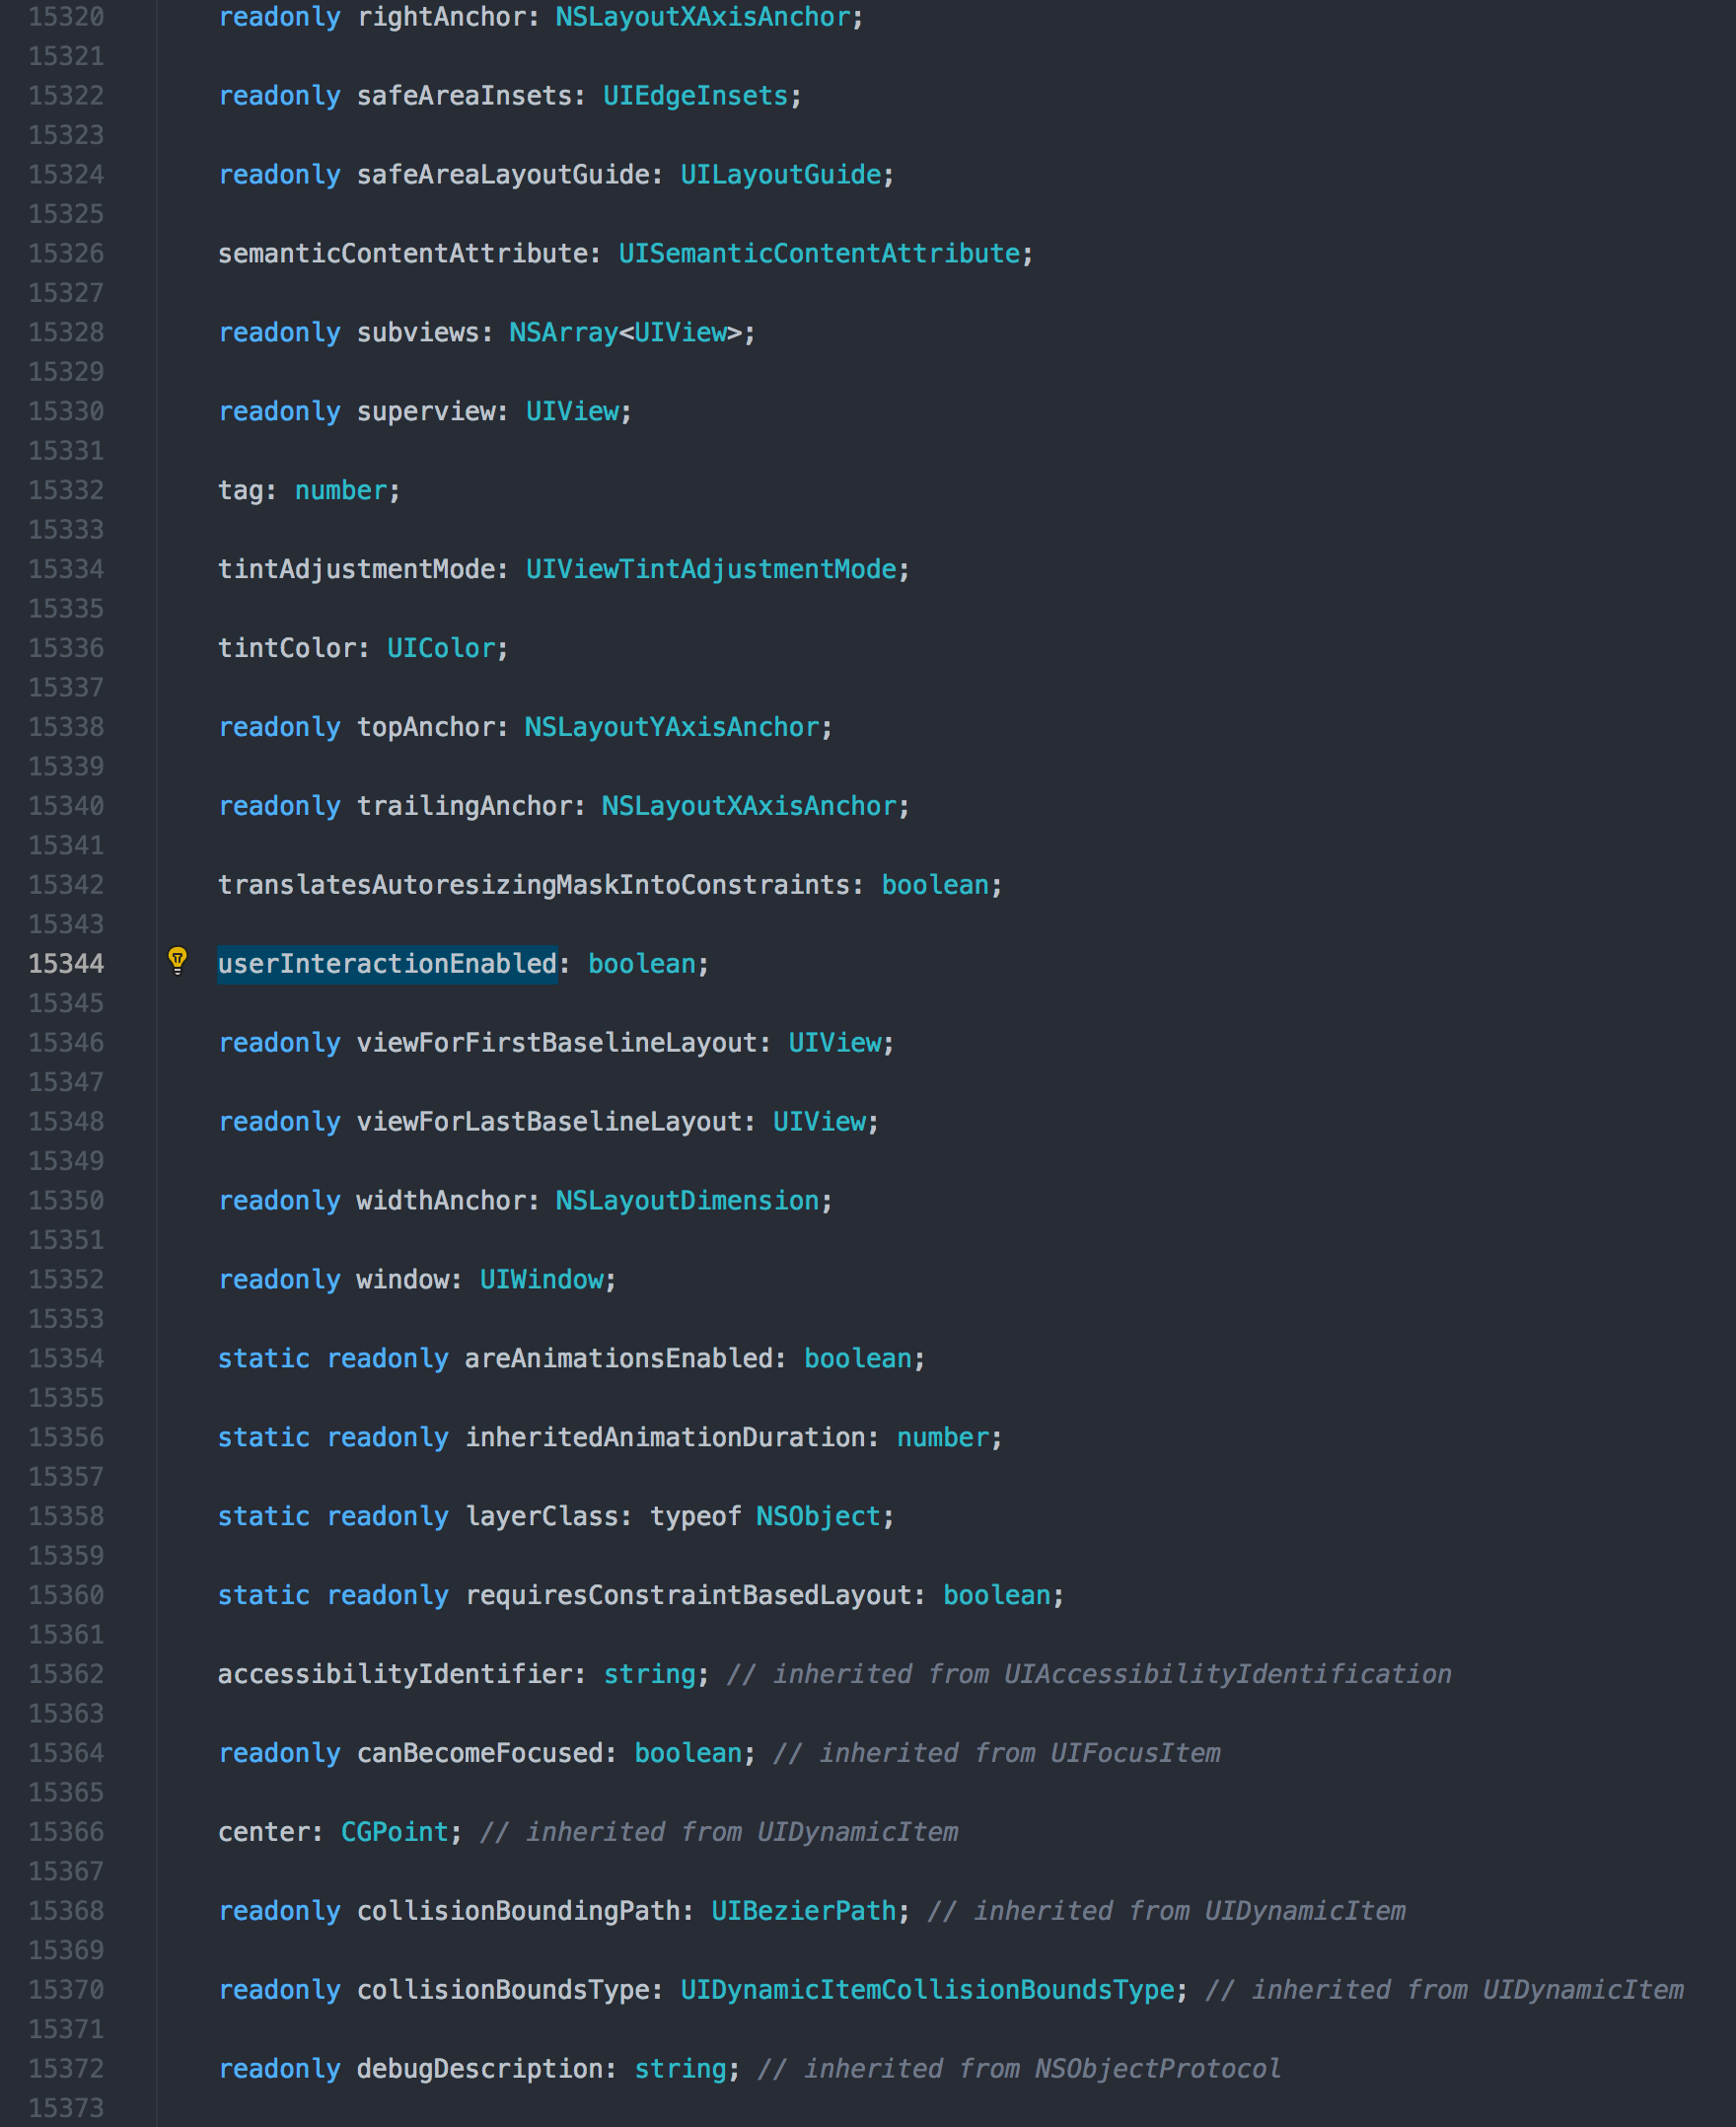 15320 readonly rightAnchor: NSLayoutXAxisAnchor;
15321
15322 readonly safeAreaInsets: UIEdgeInsets;
15323
15324 readonly safeAreaLayoutGuide: UILayoutGuide;
15325
15326 semanticContentAttribute: UISemanticContentAttribute;
15327
15328 readonly subviews: NSArray<UIView>;
15329
15330 readonly superview: UIView;
15331
15332 tag: number;
15333
15334 tintAdjustmentMode: UIViewTintAdjustmentMode;
15335
15336 tintColor: UIColor;
15337
15338 readonly topAnchor: NSLayoutYAxisAnchor;
15339
15340 readonly trailingAnchor: NSLayoutXAxisAnchor;
15341
15342 translatesAutoresizingMaskIntoConstraints: boolean;
15343
15344 userInteractionEnabled: boolean;
15345
15346 readonly viewForFirstBaselineLayout: UIView;
15347
15348 readonly viewForLastBaselineLayout: UIView;
15349
15350 readonly widthAnchor: NSLayoutDimension;
15351
15352 readonly window: UIWindow;
15353
15354 static readonly areAnimationsEnabled: boolean;
15355
15356 static readonly inheritedAnimationDuration: number;
15357
15358 static readonly layerClass: typeof NSObject;
15359
15360 static readonly requiresConstraintBasedLayout: boolean;
15361
15362 accessibilityIdentifier: string; // inherited from UIAccessibilityIdentification
15363
15364 readonly canBecomeFocused: boolean; // inherited from UIFocusItem
15365
15366 center: CGPoint; // inherited from UIDynamicItem
15367
15368 readonly collisionBoundingPath: UIBezierPath; // inherited from UIDynamicItem
15369
15370 readonly collisionBoundsType: UIDynamicItemCollisionBoundsType; // inherited from UIDynamicItem
15371
15372 readonly debugDescription: string; // inherited from NSObjectProtocol
15373